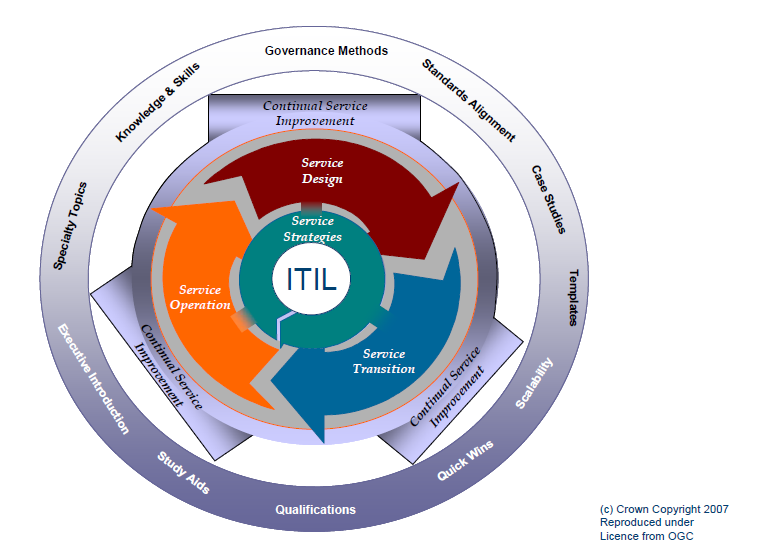 Governance Methods
Standards Alignment
Case Studies
Templates
Scalability
Quick Wins
Qualifications
Study Aids
Executive Introduction
Specialty Topics
Knowledge & Skills
Continual Service
Improvement
Service
Design
Service
Strategies
ITIL
Service
Operation
Service
Transition
Continual Service
Improvement
Continual Service
Improvement
(c) Crown Copyright 2007
Reproduced under
Licence from OGC